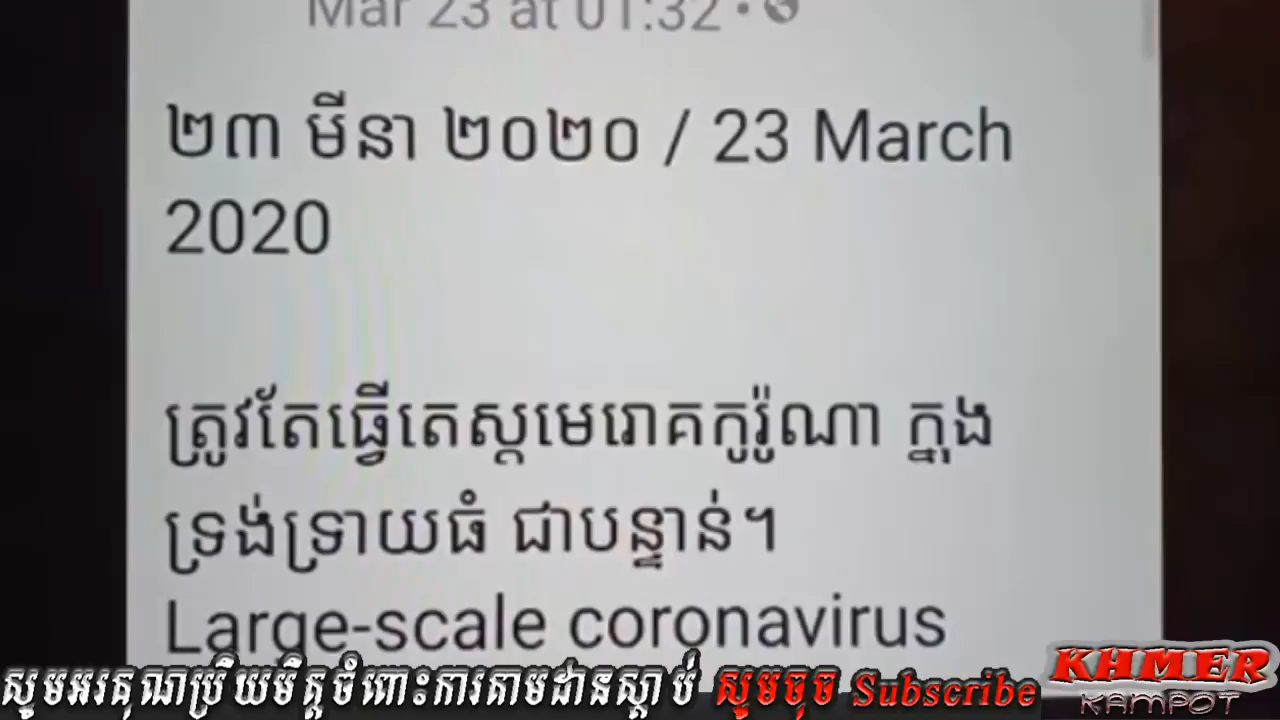 Mar 23 at 01:32
២៣ មីនា ២០២០ / 23 March
2020
ត្រូវតែធ្វើតេស្តមេរោគកូរ៉ូណា ក្នុង
ទ្រង់ទ្រាយធំ ជាបន្ទាន់។
Large-scale coronavirus
សូមអរគុណប្រិយមិត្តចំពោះការតាមដានស្តាប់ សូមចុច Subscribe
KHMER
KAMPOT